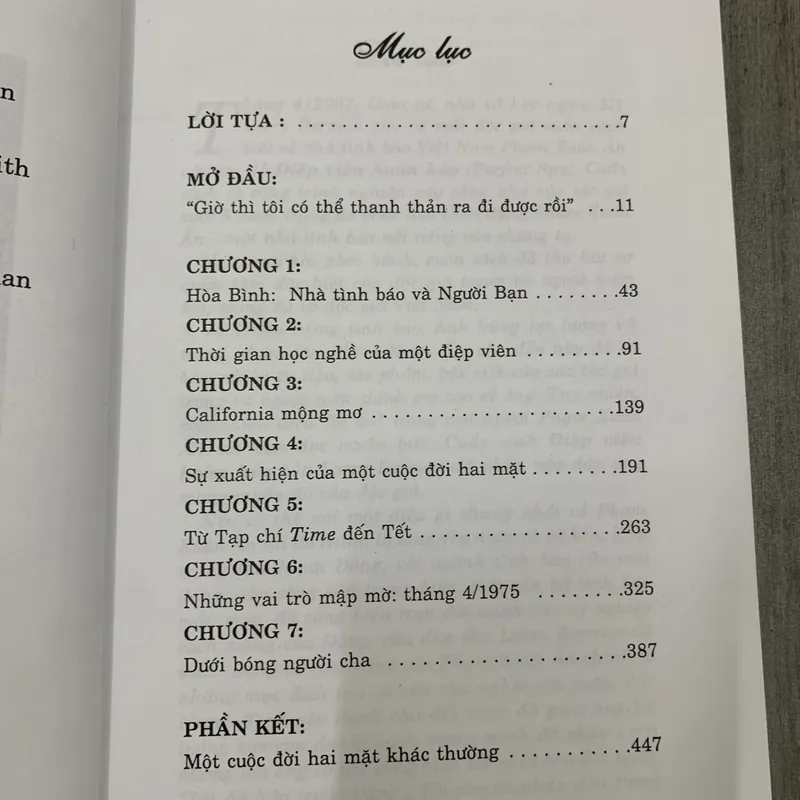 n
ith
an
Mục lục
LỜI TỰA : .............................7
MỞ ĐẦU:
“Giờ thì tôi có thể thanh thản ra đi được rồi” ...11
CHƯƠNG 1:
Hòa Bình: Nhà tình báo và Người Bạn ........43
CHƯƠNG 2:
Thời gian học nghề của một điệp viên .........91
CHƯƠNG 3:
California mộng mơ ......................139
CHƯƠNG 4:
Sự xuất hiện của một cuộc đời hai mặt ........191
CHƯƠNG 5:
Từ Tạp chí Time đến Tết ..................263
CHƯƠNG 6:
Những vai trò mập mờ: tháng 4/1975 ........325
CHƯƠNG 7:
Dưới bóng người cha ......................387
PHẦN KẾT:
Một cuộc đời hai mặt khác thường ...........447